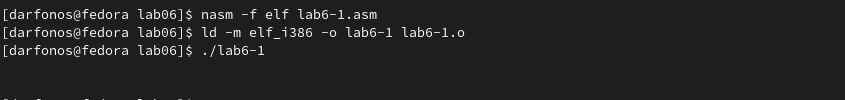 [darfonos@fedora lab06]$ nasm -f elf lab6-1.asm
[darfonos@fedora lab06]$ ld -m elf_i386 -o lab6-1 lab6-1.o
[darfonos@fedora lab06]$ ./lab6-1